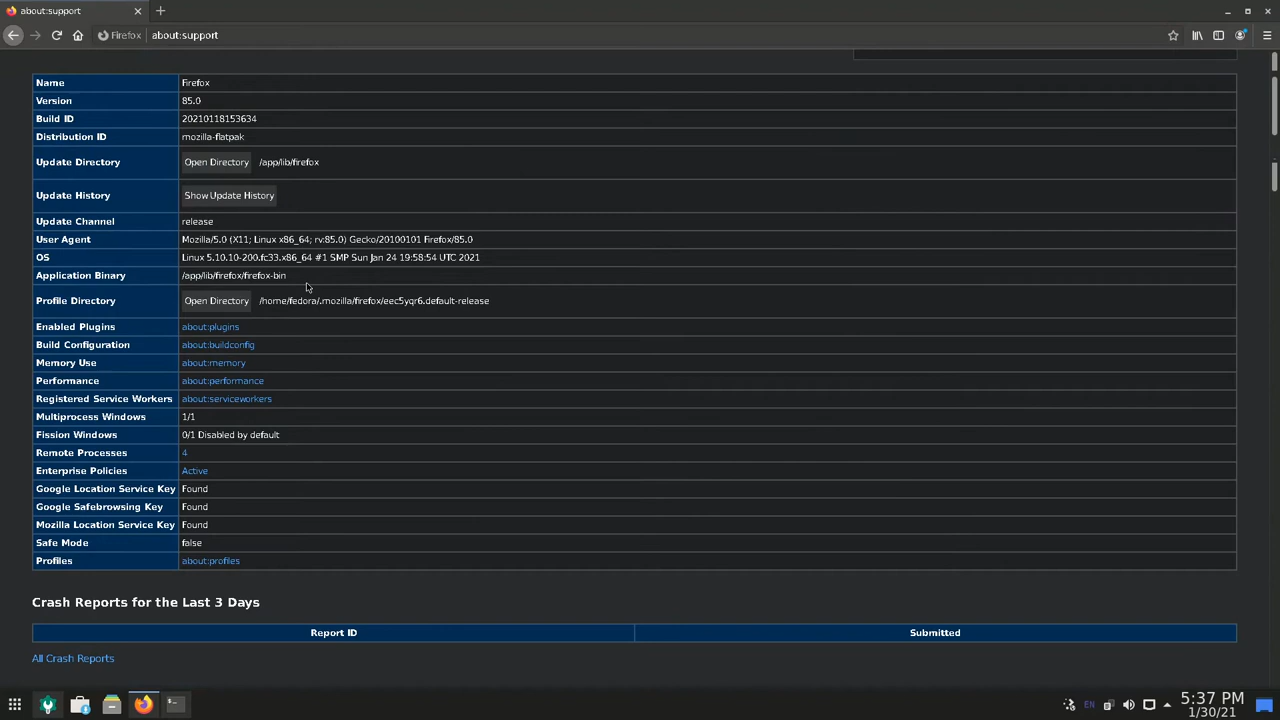 about:support
Firefox about:support
Name Firefox
Version 85.0
Build ID 20210118153634
Distribution ID mozilla-flatpak
Update Directory Open Directory /app/lib/firefox
Update History Show Update History
Update Channel release
User Agent Mozilla/5.0 (X11; Linux x86_64; rv:85.0) Gecko/20100101 Firefox/85.0
OS Linux 5.10.10-200.fc33.x86_64 #1 SMP Sun Jan 24 19:58:54 UTC 2021
Application Binary /app/lib/firefox/firefox-bin
Profile Directory Open Directory /home/fedora/.mozilla/firefox/eec5yqr6.default-release
Enabled Plugins about:plugins
Build Configuration about:buildconfig
Memory Use about:memory
Performance about:performance
Registered Service Workers about:serviceworkers
Multiprocess Windows 1/1
Fission Windows 0/1 Disabled by default
Remote Processes 4
Enterprise Policies Active
Google Location Service Key Found
Google Safebrowsing Key Found
Mozilla Location Service Key Found
Safe Mode false
Profiles about:profiles
Crash Reports for the Last 3 Days
Report ID Submitted
All Crash Reports
EN 5:37 PM
1/30/21